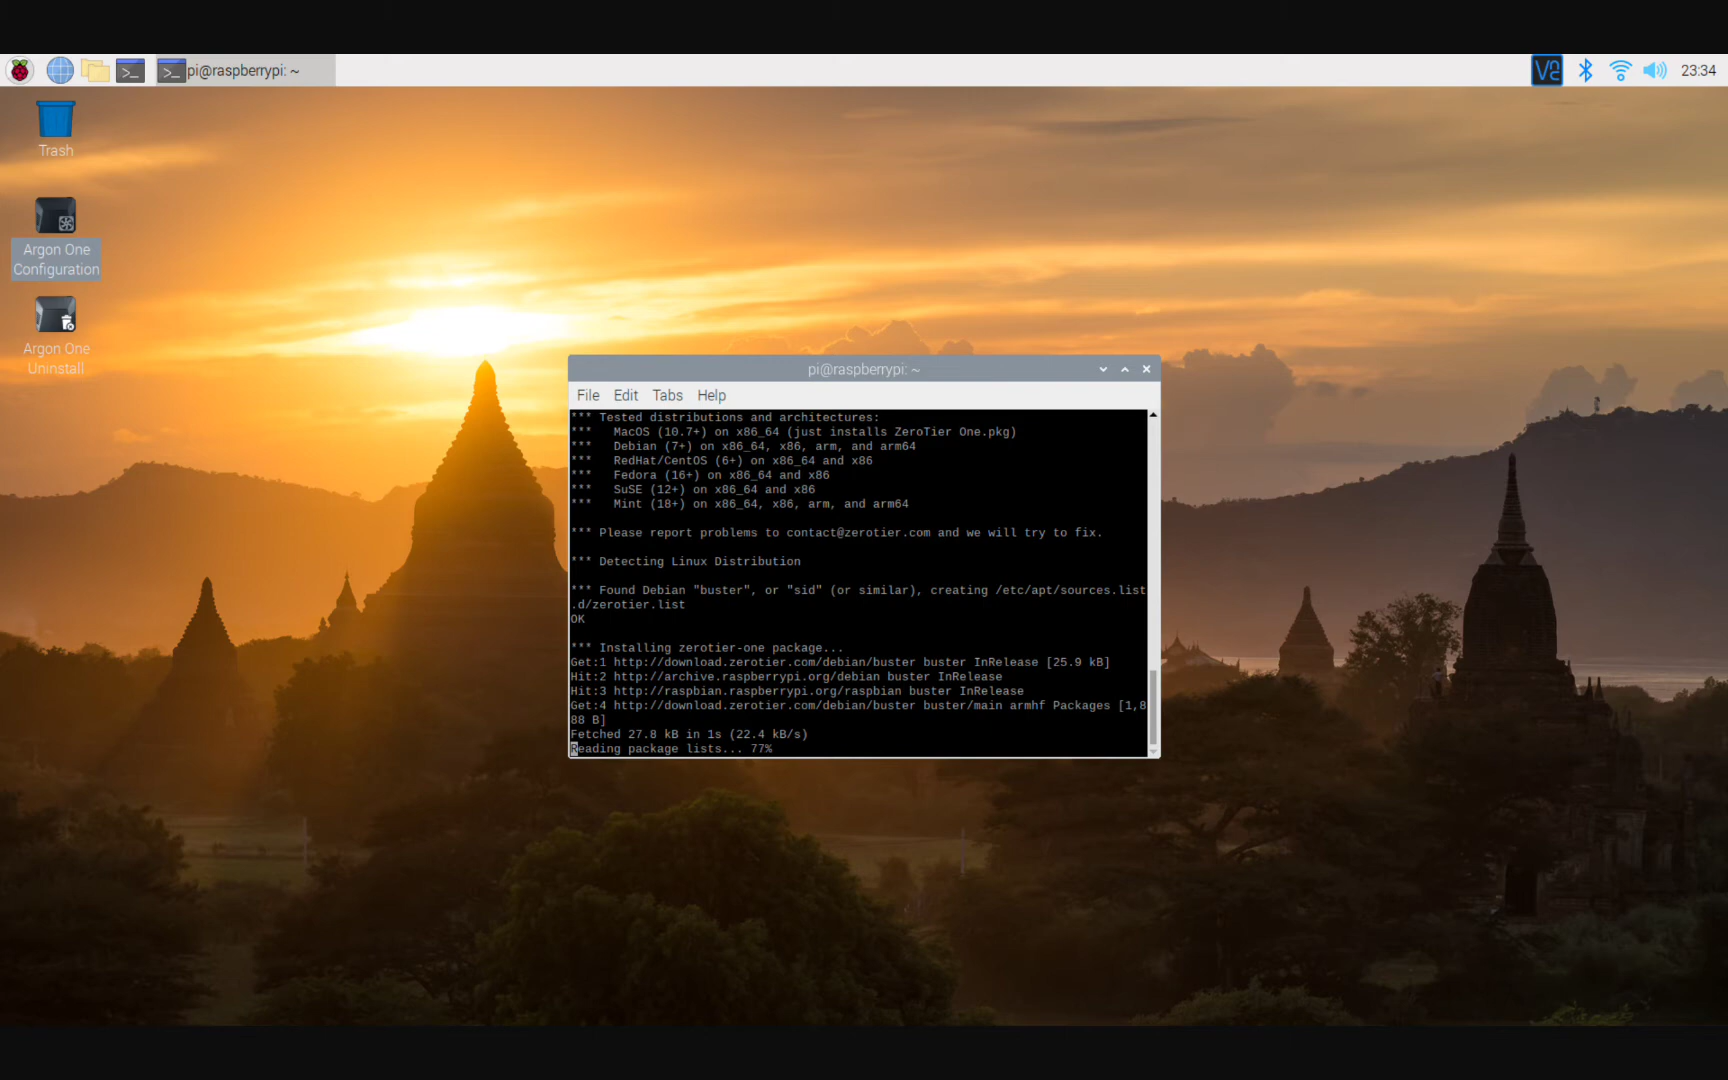 pi@raspberrypi: ~
23:34
Trash
Argon One
Configuration
Argon One
Uninstall
pi@raspberrypi: ~
File Edit Tabs Help
*** Tested distributions and architectures:
***   MacOS (10.7+) on x86_64 (just installs ZeroTier One.pkg)
***   Debian (7+) on x86_64, x86, arm, and arm64
***   RedHat/CentOS (6+) on x86_64 and x86
***   Fedora (16+) on x86_64 and x86
***   SuSE (12+) on x86_64 and x86
***   Mint (18+) on x86_64, x86, arm, and arm64
*** Please report problems to contact@zerotier.com and we will try to fix.
*** Detecting Linux Distribution
*** Found Debian "buster", or "sid" (or similar), creating /etc/apt/sources.list
.d/zerotier.list
OK
*** Installing zerotier-one package...
Get:1 http://download.zerotier.com/debian/buster buster InRelease [25.9 kB]
Hit:2 http://archive.raspberrypi.org/debian buster InRelease
Hit:3 http://raspbian.raspberrypi.org/raspbian buster InRelease
Get:4 http://download.zerotier.com/debian/buster buster/main armhf Packages [1,8
88 B]
Fetched 27.8 kB in 1s (22.4 kB/s)
Reading package lists... 77%